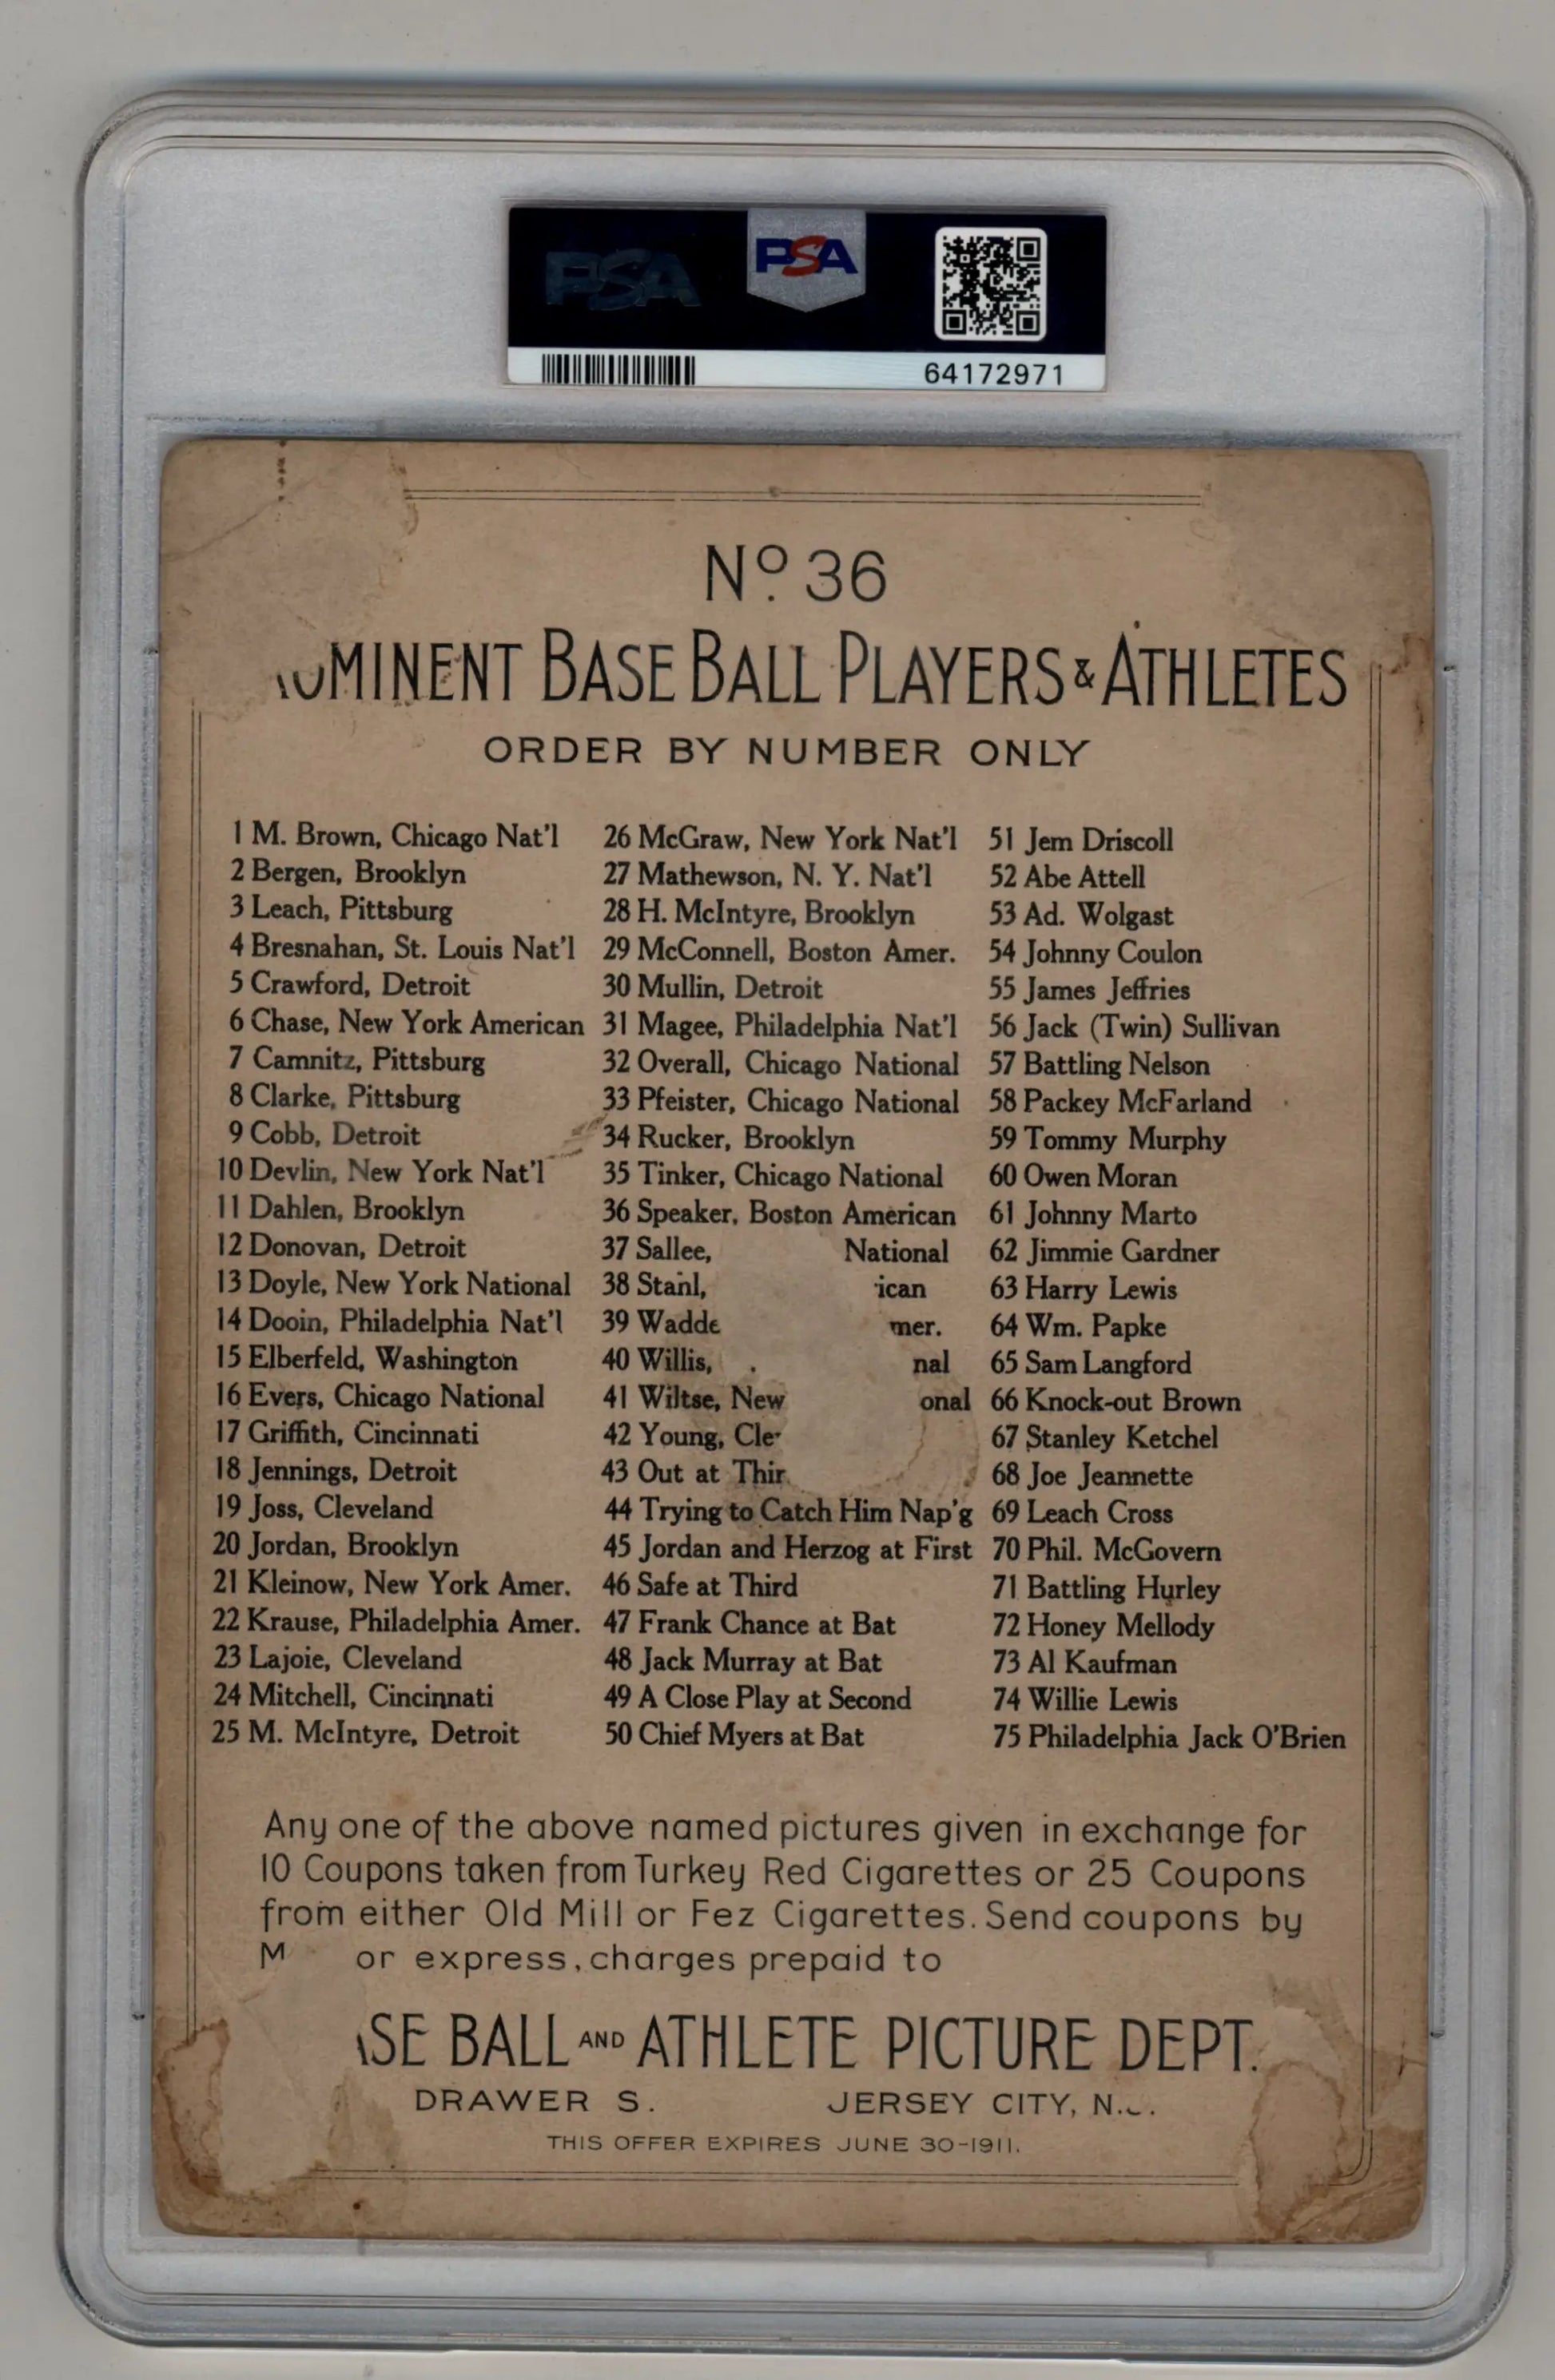 PSA
PSA
64172971
Nº 36
MINENT BASE BALL PLAYERS & ATHLETES
ORDER BY NUMBER ONLY
1 M. Brown, Chicago Nat'l
2 Bergen, Brooklyn
3 Leach, Pittsburg
4 Bresnahan, St. Louis Nat'l
5 Crawford, Detroit
6 Chase, New York American
7 Camnitz, Pittsburg
8 Clarke, Pittsburg
9 Cobb, Detroit
10 Devlin, New York Nat'l
11 Dahlen, Brooklyn
12 Donovan, Detroit
13 Doyle, New York National
14 Dooin, Philadelphia Nat'l
15 Elberfeld, Washington
16 Evers, Chicago National
17 Griffith, Cincinnati
18 Jennings, Detroit
19 Joss, Cleveland
20 Jordan, Brooklyn
21 Kleinow, New York Amer.
22 Krause, Philadelphia Amer.
23 Lajoie, Cleveland
24 Mitchell, Cincinnati
25 M. McIntyre, Detroit
26 McGraw, New York Nat'l
27 Mathewson, N. Y. Nat'l
28 H. McIntyre, Brooklyn
29 McConnell, Boston Amer.
30 Mullin, Detroit
31 Magee, Philadelphia Nat'l
32 Overall, Chicago National
33 Pfeister, Chicago National
34 Rucker, Brooklyn
35 Tinker, Chicago National
36 Speaker, Boston American
37 Sallee, National
38 ican
39 Wadde mer.
40 Willis, nal
41 Wiltse, New onal
42 Young, Cle
43 Out at Thir
44 Trying to Catch Him Nap'g
45 Jordan and Herzog at First
46 Safe at Third
47 Frank Chance at Bat
48 Jack Murray at Bat
49 A Close Play at Second
50 Chief Myers at Bat
51 Jem Driscoll
52 Abe Attell
53 Ad. Wolgast
54 Johnny Coulon
55 James Jeffries
56 Jack (Twin) Sullivan
57 Battling Nelson
58 Packey McFarland
59 Tommy Murphy
60 Owen Moran
61 Johnny Marto
62 Jimmie Gardner
63 Harry Lewis
64 Wm. Papke
65 Sam Langford
66 Knock-out Brown
67 Stanley Ketchel
68 Joe Jeannette
69 Leach Cross
70 Phil. McGovern
71 Battling Hurley
72 Honey Mellody
73 Al Kaufman
74 Willie Lewis
75 Philadelphia Jack O'Brien
Any one of the above named pictures given in exchange for
10 Coupons taken from Turkey Red Cigarettes or 25 Coupons
from either Old Mill or Fez Cigarettes. Send coupons by
M or express, charges prepaid to
SE BALL AND ATHLETE PICTURE DEPT.
DRAWER S. JERSEY CITY, N.
THIS OFFER EXPIRES JUNE 30-1911.